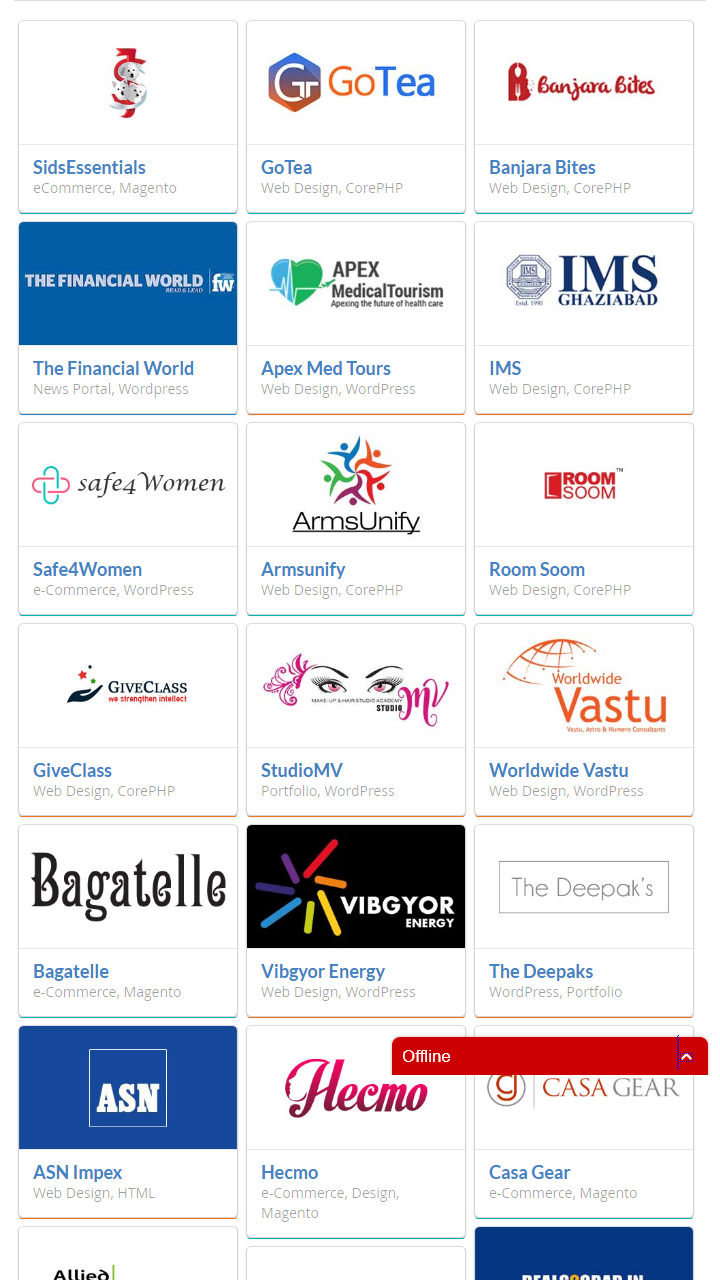 GoTea
Banjara Bites
SidsEssentials
eCommerce, Magento
GoTea
Web Design, CorePHP
Banjara Bites
Web Design, CorePHP
THE FINANCIAL WORLD
READ & LEAD
fw
APEX
MedicalTourism
Apexing the future of health care
Estd. 1990
IMS
GHAZIABAD
The Financial World
News Portal, Wordpress
Apex Med Tours
Web Design, WordPress
IMS
Web Design, CorePHP
safe4Women
ArmsUnify
ROOM
SOOM
TM
Safe4Women
e-Commerce, WordPress
Armsunify
Web Design, CorePHP
Room Soom
Web Design, CorePHP
GIVECLASS
we strengthen intellect
MAKE-UP & HAIR STUDIO ACADEMY
STUDIO
MV
Worldwide
Vastu
Vastu, Astro & Numero Consultants
GiveClass
Web Design, CorePHP
StudioMV
Portfolio, WordPress
Worldwide Vastu
Web Design, WordPress
Bagatelle
VIBGYOR
ENERGY
The Deepak's
Bagatelle
e-Commerce, Magento
Vibgyor Energy
Web Design, WordPress
The Deepaks
WordPress, Portfolio
Offline
ASN
Hecmo
CASA GEAR
ASN Impex
Web Design, HTML
Hecmo
e-Commerce, Design,
Magento
Casa Gear
e-Commerce, Magento
Allied